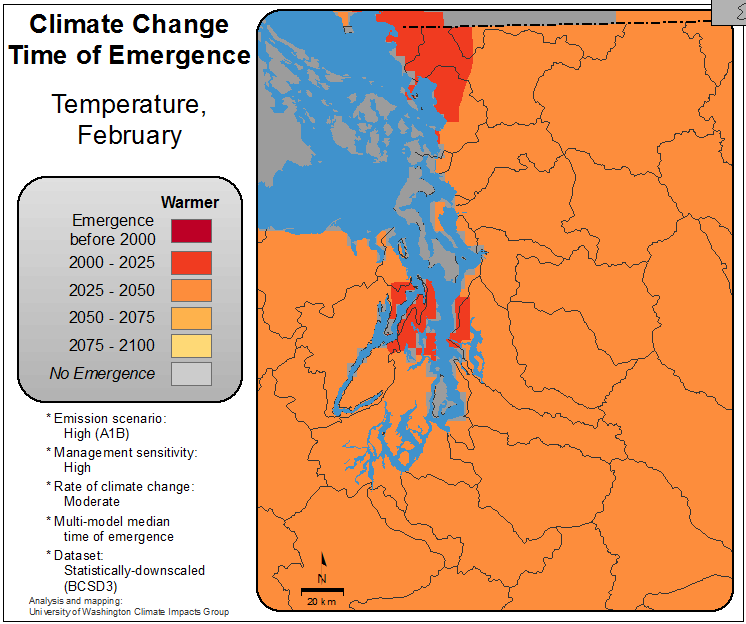 Climate Change
Time of Emergence
Temperature,
February
Warmer
Emergence
before 2000
2000 - 2025
2025 - 2050
2050 - 2075
2075 - 2100
No Emergence
* Emission scenario:
High (A1B)
* Management sensitivity:
High
* Rate of climate change:
Moderate
* Multi-model median
time of emergence
* Dataset:
Statistically-downscaled
(BCSD3)
Analysis and mapping:
University of Washington Climate Impacts Group
N
20 km